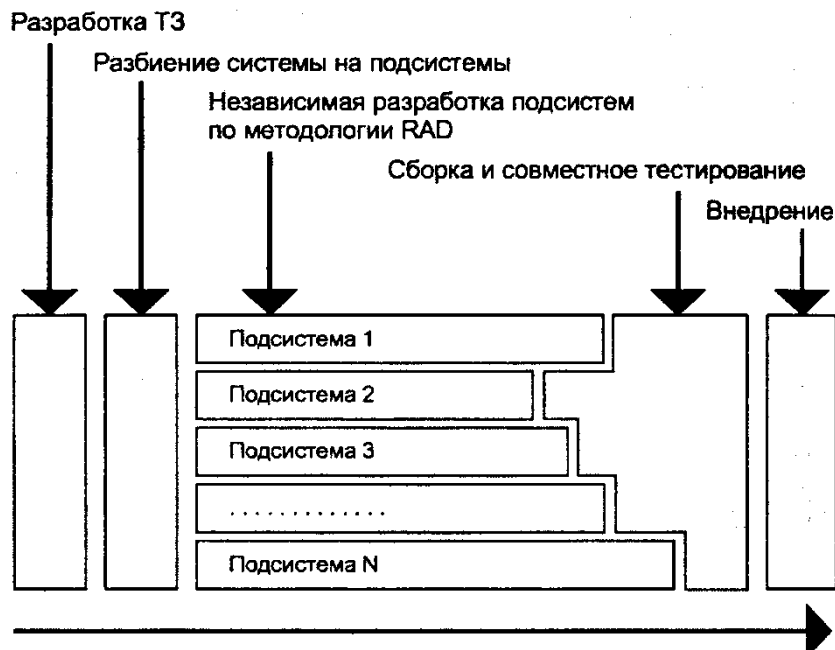 Разработка ТЗ
Разбиение системы на подсистемы
Независимая разработка подсистем
по методологии RAD
Сборка и совместное тестирование
Внедрение
Подсистема 1
Подсистема 2
Подсистема 3
. . . . . . . . . . . . .
Подсистема N